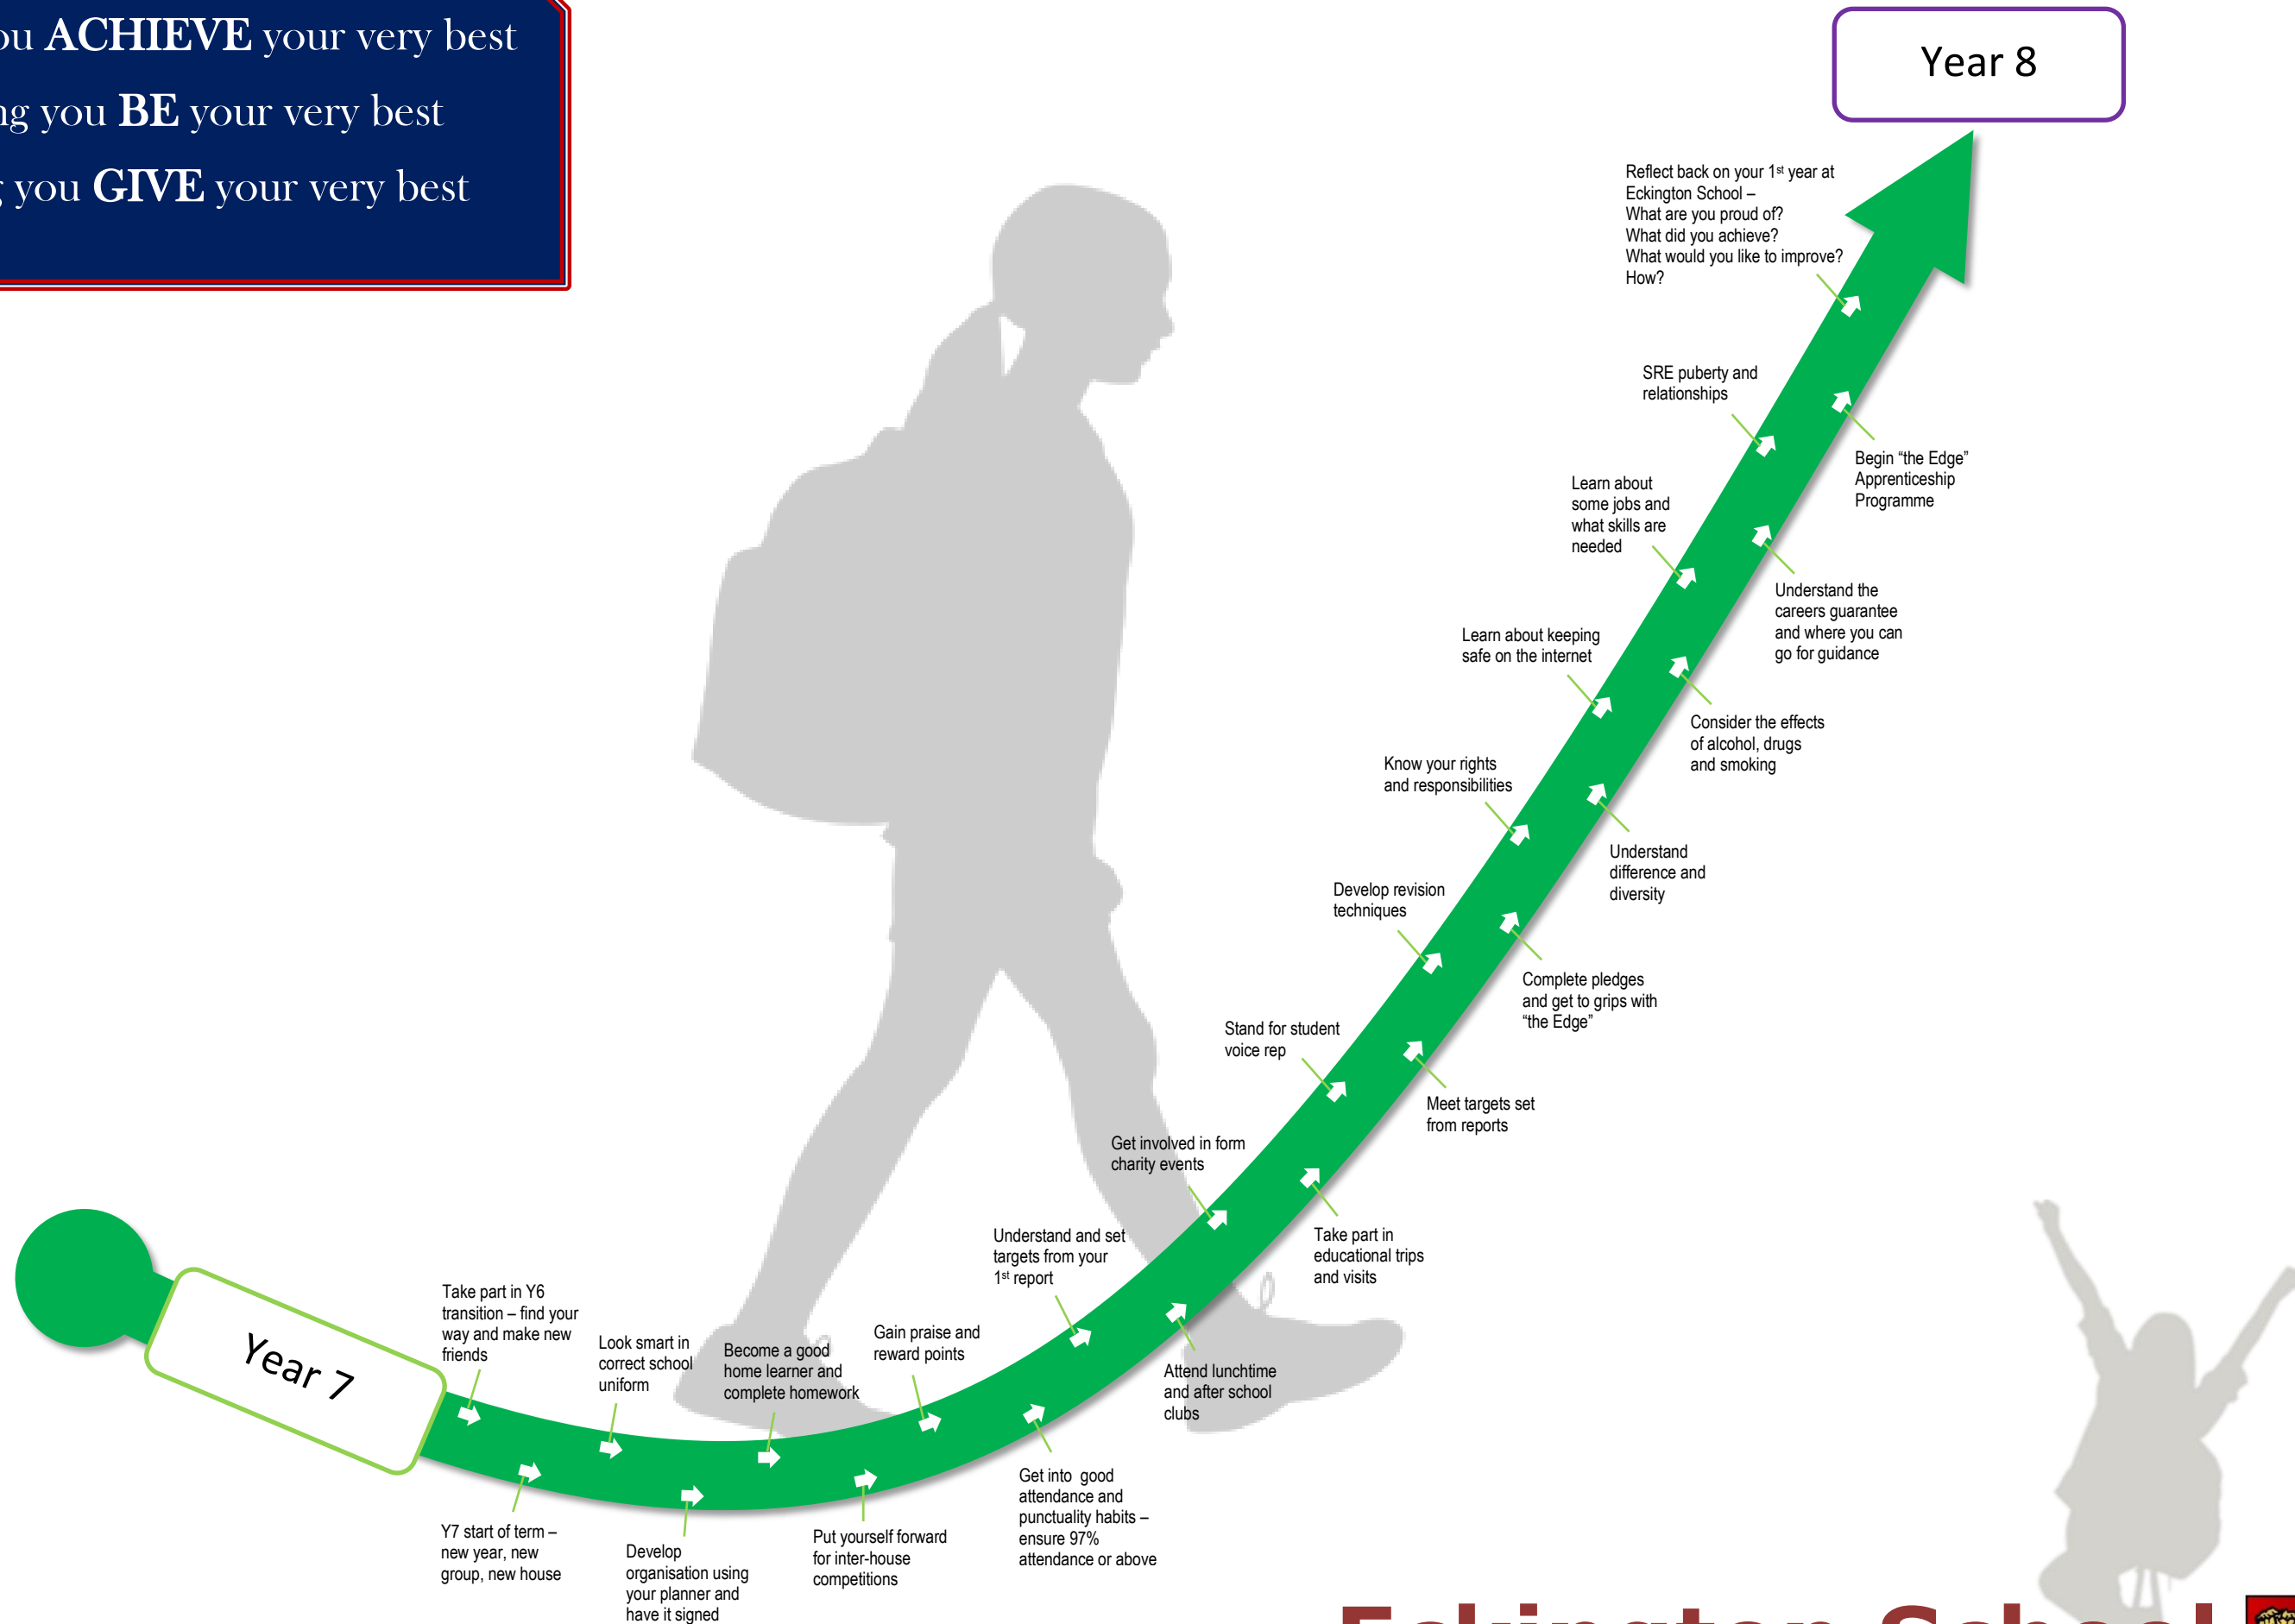 ACHIEVE your very best
you BE your very best
you GIVE your very best
Year 8
Reflect back on your 1st year at
Eckington School –
What are you proud of?
What did you achieve?
What would you like to improve?
How?
SRE puberty and
relationships
Begin “the Edge”
Apprenticeship
Programme
Learn about
some jobs and
what skills are
needed
Understand the
careers guarantee
and where you can
go for guidance
Learn about keeping
safe on the internet
Consider the effects
of alcohol, drugs
and smoking
Know your rights
and responsibilities
Understand
difference and
diversity
Develop revision
techniques
Complete pledges
and get to grips with
“the Edge”
Stand for student
voice rep
Meet targets set
from reports
Get involved in form
charity events
Take part in
educational trips
and visits
Understand and set
targets from your
1st report
Attend lunchtime
and after school
clubs
Gain praise and
reward points
Get into  good
attendance and
punctuality habits –
ensure 97%
attendance or above
Become a good
home learner and
complete homework
Put yourself forward
for inter-house
competitions
Look smart in
correct school
uniform
Develop
organisation using
your planner and
have it signed
Take part in Y6
transition – find your
way and make new
friends
Y7 start of term –
new year, new
group, new house
Year 7
Eckington School